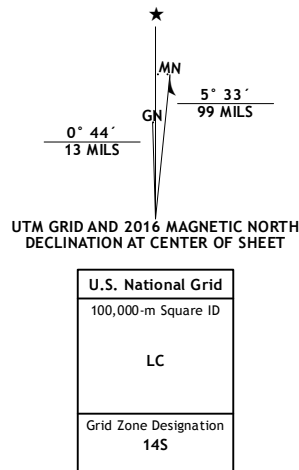 ★
MN
GN
5° 33´
99 MILS
0° 44´
13 MILS
UTM GRID AND 2016 MAGNETIC NORTH
DECLINATION AT CENTER OF SHEET
U.S. National Grid
100,000-m Square ID
LC
Grid Zone Designation
14S